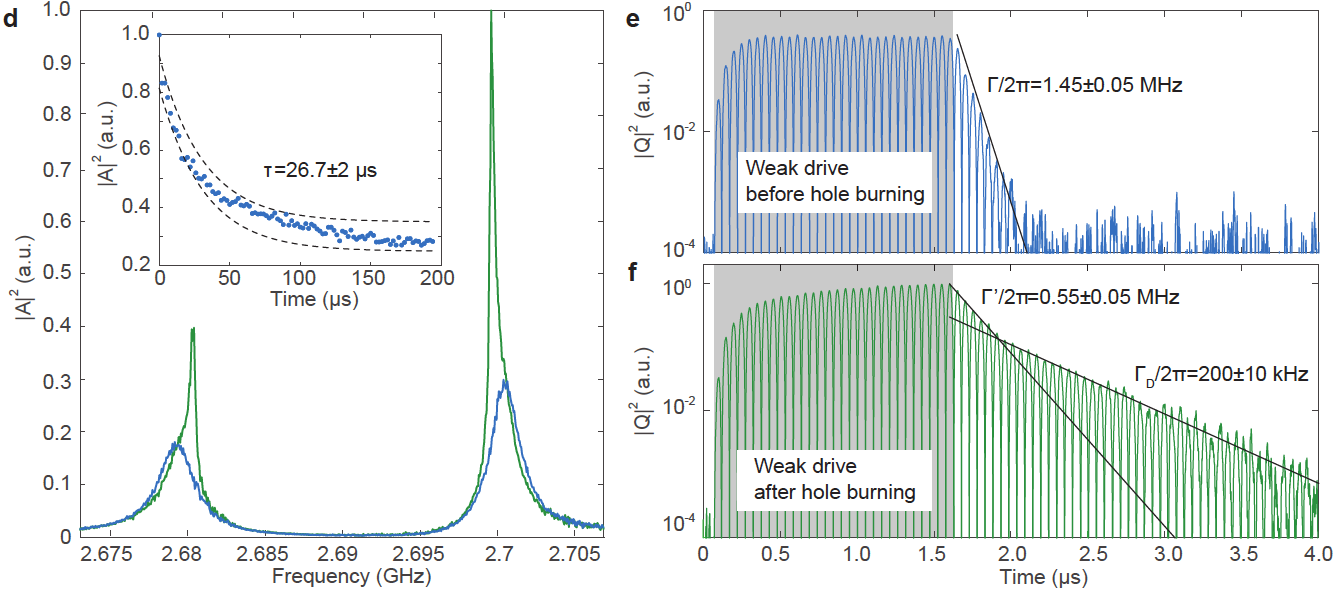 d
1.0
0.9
0.8
0.7
0.6
0.5
0.4
0.3
0.2
0.1
0
|A|² (a.u.)
2.675
2.68
2.685
2.69
2.695
2.7
2.705
Frequency (GHz)
1.0
0.8
0.6
0.4
0.2
|A|² (a.u.)
τ=26.7±2 µs
0
50
100
150
200
Time (µs)
e
10⁰
10⁻²
10⁻⁴
|Q|² (a.u.)
Γ/2π=1.45±0.05 MHz
Weak drive
before hole burning
f
10⁰
10⁻²
10⁻⁴
|Q|² (a.u.)
Γ’/2π=0.55±0.05 MHz
Γ_D/2π=200±10 kHz
Weak drive
after hole burning
0
0.5
1.0
1.5
2.0
2.5
3.0
3.5
4.0
Time (µs)